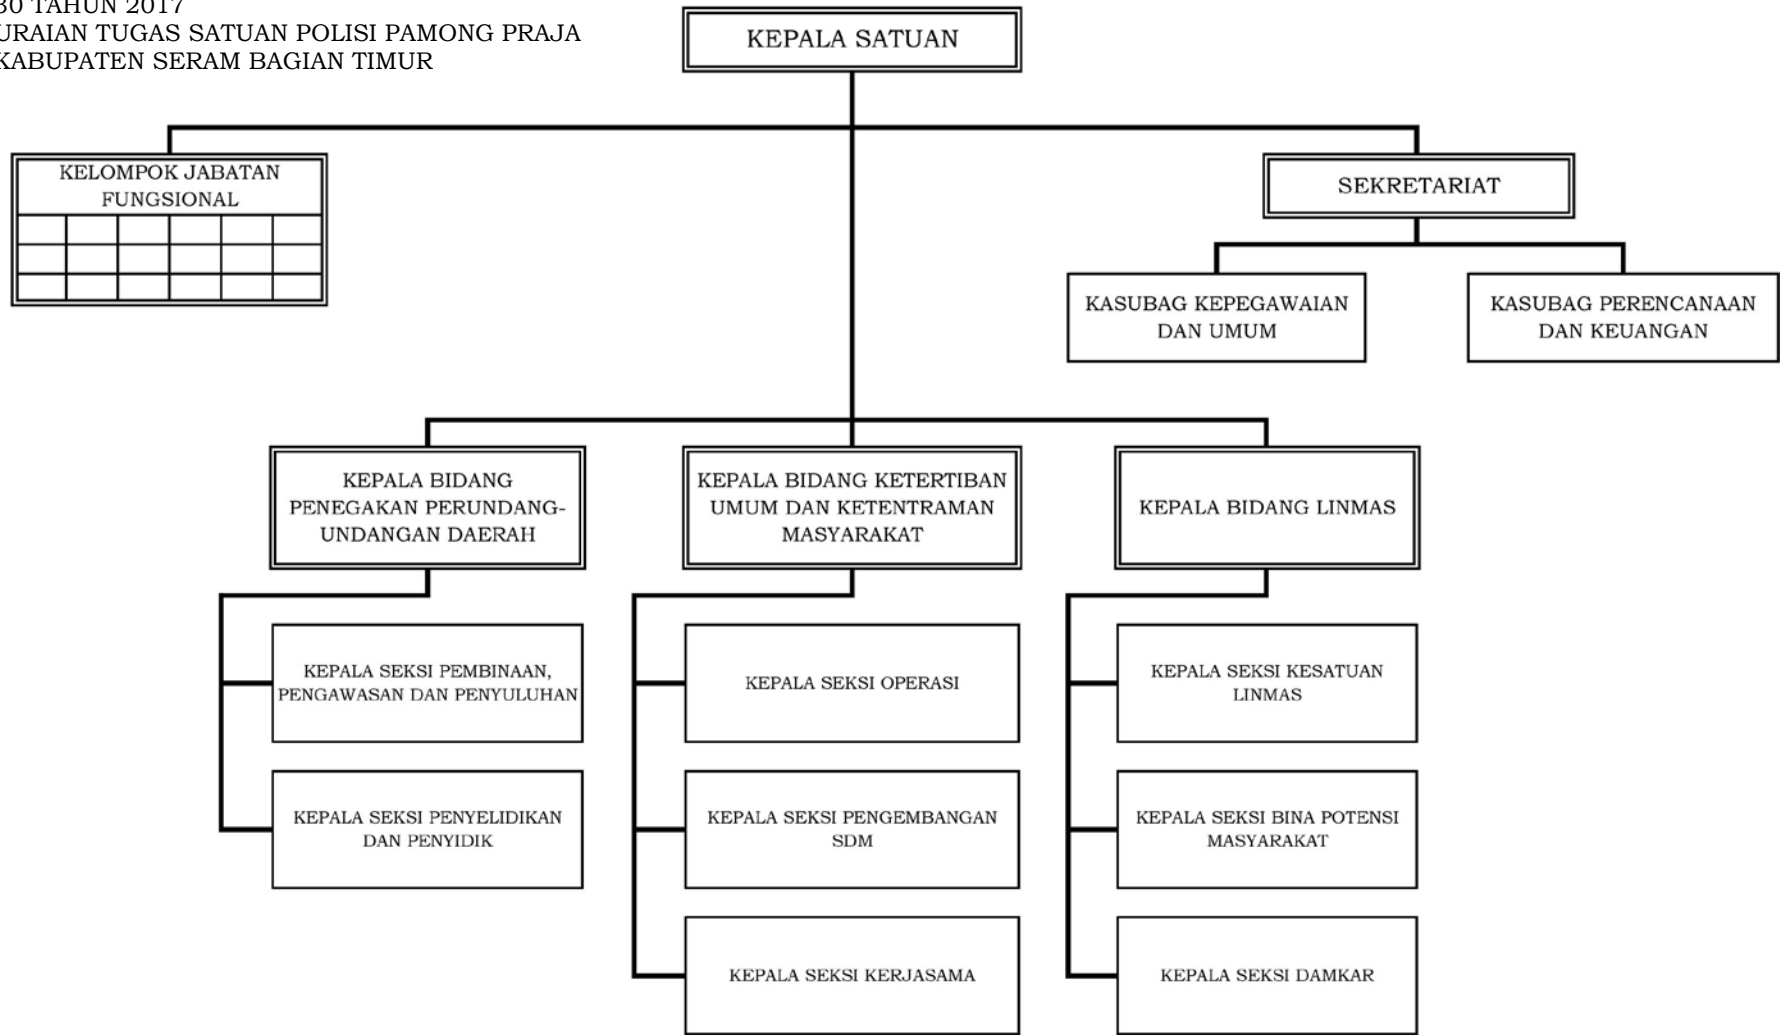 30 TAHUN 2017
URAIAN TUGAS SATUAN POLISI PAMONG PRAJA
KABUPATEN SERAM BAGIAN TIMUR
KEPALA SATUAN
KELOMPOK JABATAN
FUNGSIONAL
SEKRETARIAT
KASUBAG KEPEGAWAIAN
DAN UMUM
KASUBAG PERENCANAAN
DAN KEUANGAN
KEPALA BIDANG
PENEGAKAN PERUNDANG-
UNDANGAN DAERAH
KEPALA BIDANG KETERTIBAN
UMUM DAN KETENTRAMAN
MASYARAKAT
KEPALA BIDANG LINMAS
KEPALA SEKSI PEMBINAAN,
PENGAWASAN DAN PENYULUHAN
KEPALA SEKSI OPERASI
KEPALA SEKSI KESATUAN
LINMAS
KEPALA SEKSI PENYELIDIKAN
DAN PENYIDIK
KEPALA SEKSI PENGEMBANGAN
SDM
KEPALA SEKSI BINA POTENSI
MASYARAKAT
KEPALA SEKSI KERJASAMA
KEPALA SEKSI DAMKAR